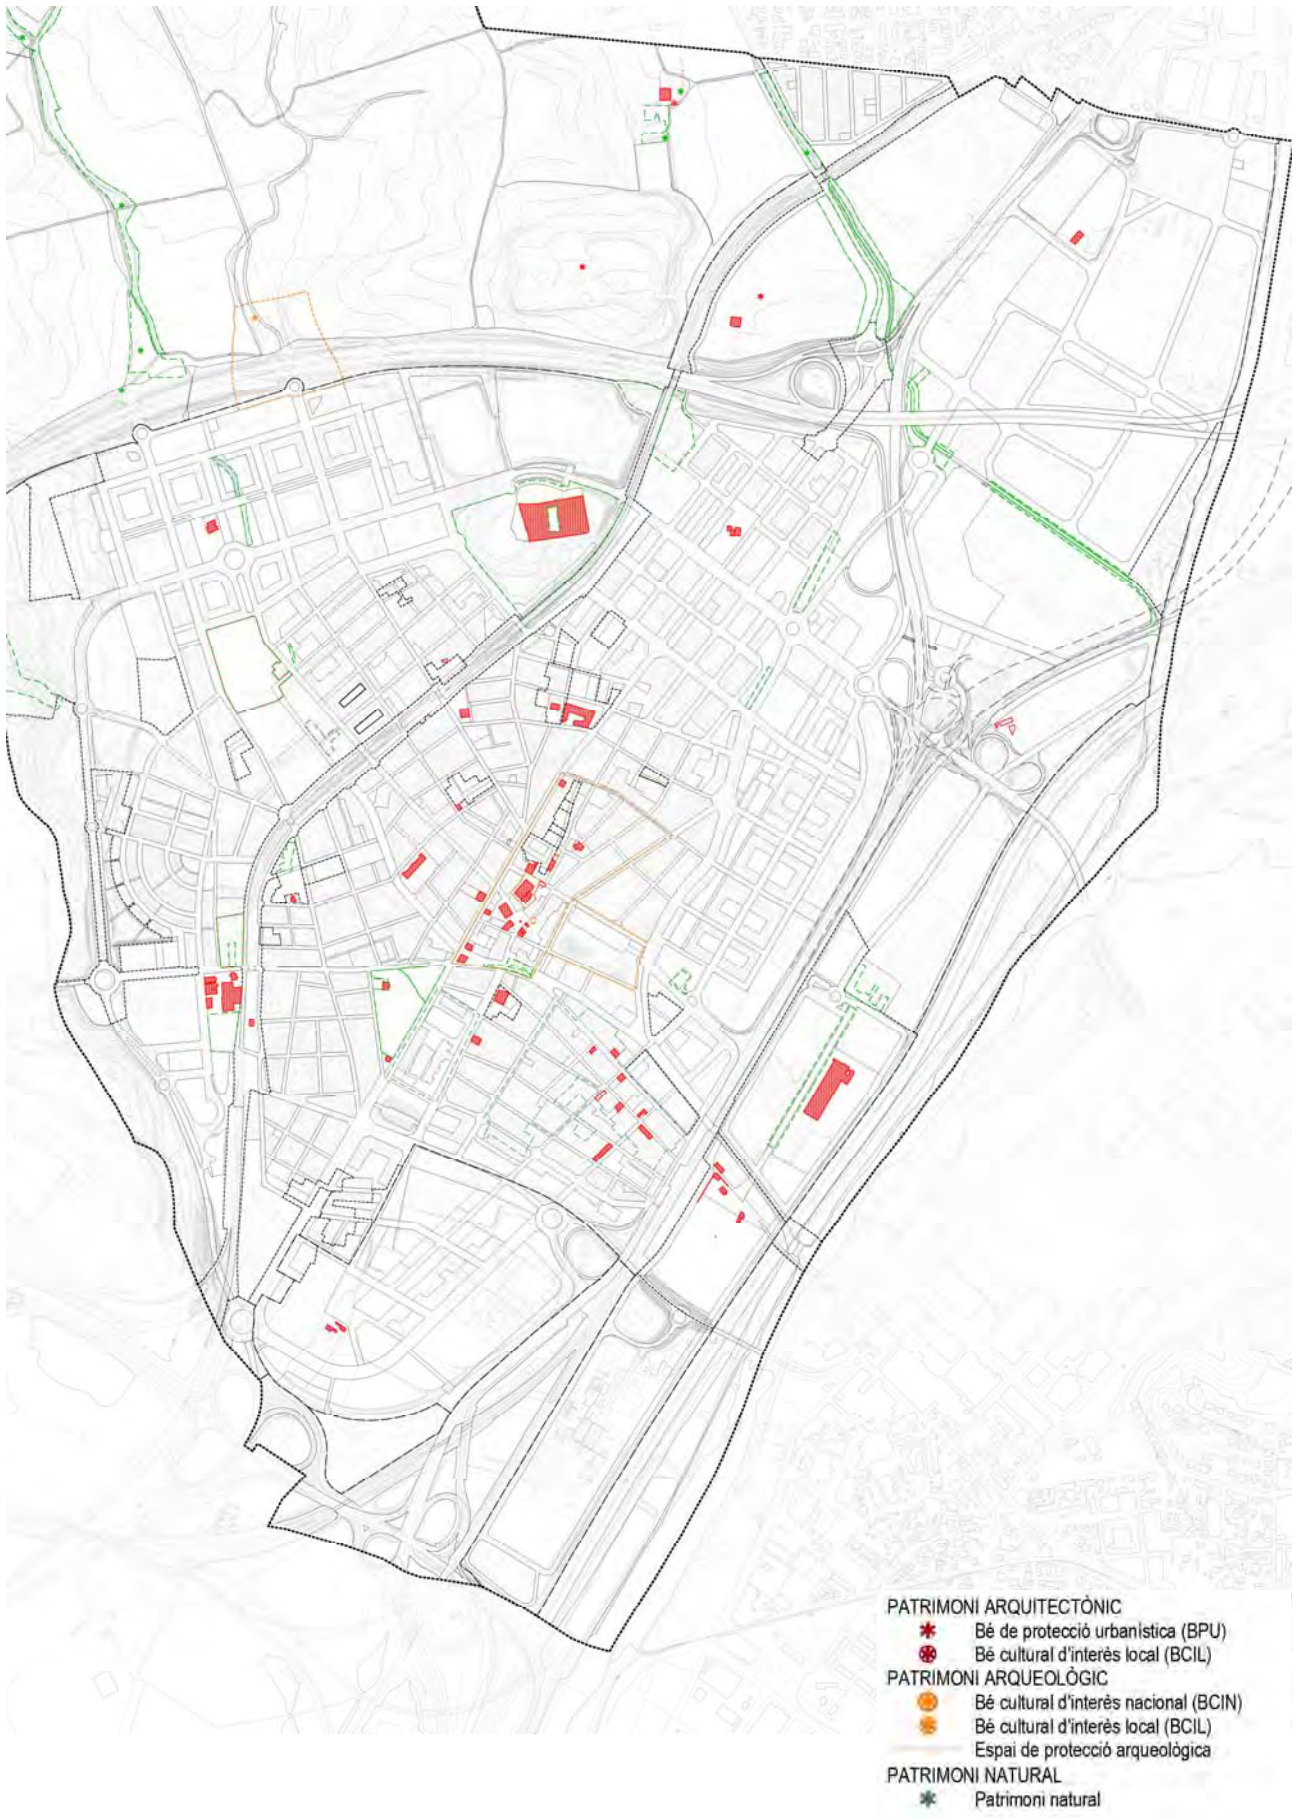 PATRIMONI ARQUITECTÒNIC
Bé de protecció urbanística (BPU)
Bé cultural d'interès local (BCIL)
PATRIMONI ARQUEOLÒGIC
Bé cultural d'interès nacional (BCIN)
Bé cultural d'interès local (BCIL)
Espai de protecció arqueològica
PATRIMONI NATURAL
Patrimoni natural